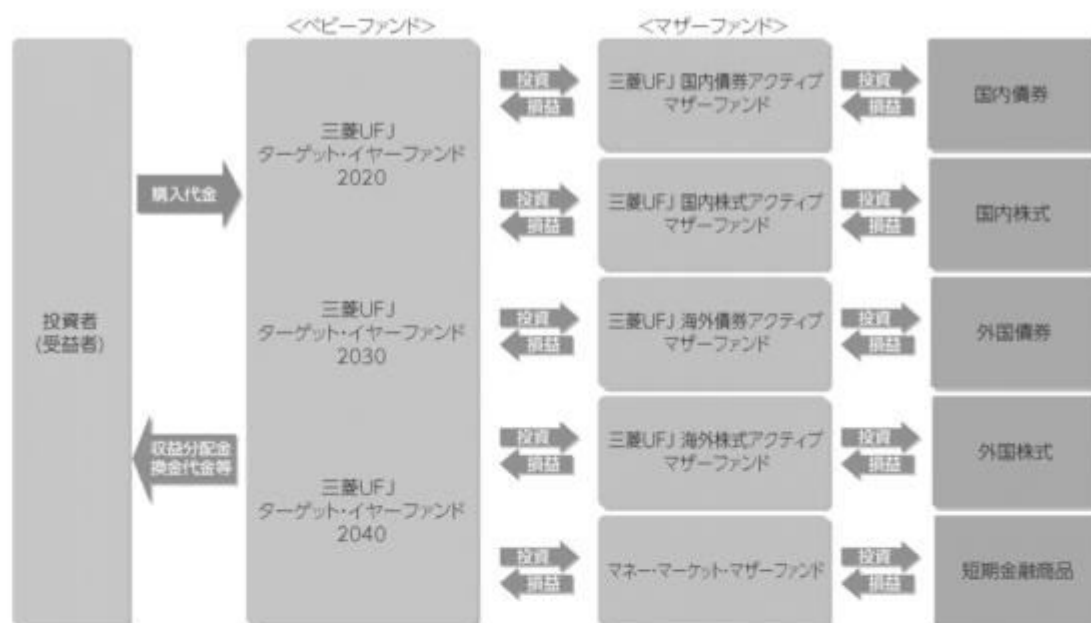 <ベビーファンド>
<マザーファンド>
投資者
(受益者)
購入代金
収益分配金
換金代金等
三菱UFJ
ターゲット・イヤーファンド
2020
三菱UFJ
ターゲット・イヤーファンド
2030
三菱UFJ
ターゲット・イヤーファンド
2040
投資
損益
三菱UFJ 国内債券アクティブ
マザーファンド
投資
損益
国内債券
投資
損益
三菱UFJ 国内株式アクティブ
マザーファンド
投資
損益
国内株式
投資
損益
三菱UFJ 海外債券アクティブ
マザーファンド
投資
損益
外国債券
投資
損益
三菱UFJ 海外株式アクティブ
マザーファンド
投資
損益
外国株式
投資
損益
マネー・マーケット・マザーファンド
投資
損益
短期金融商品